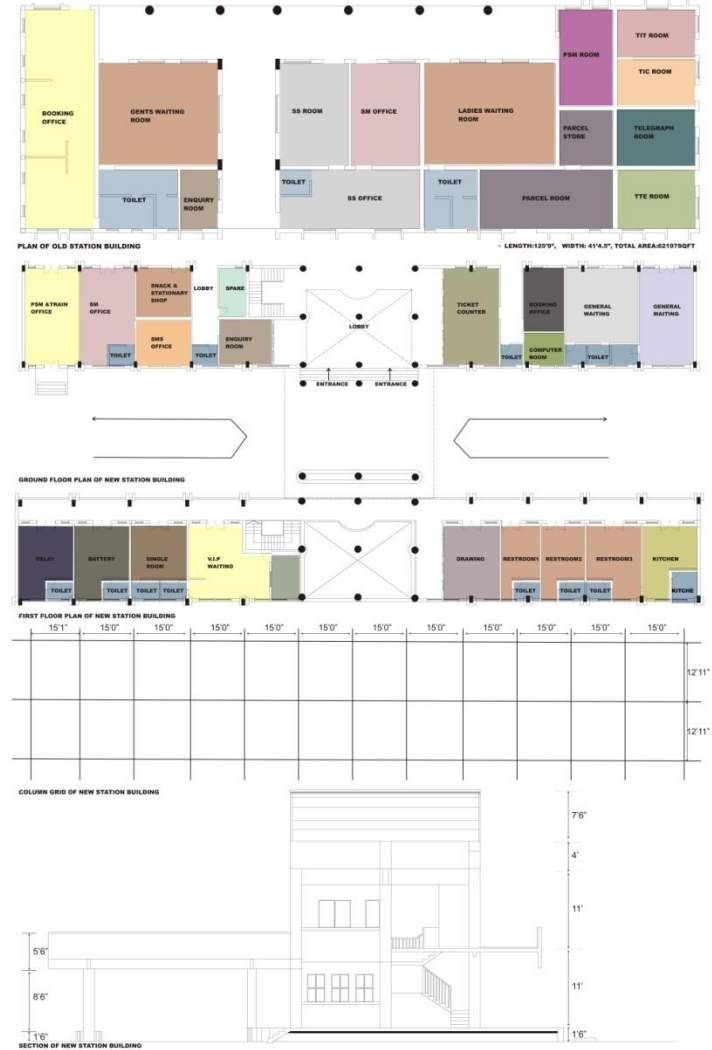 PSM ROOM
TIT ROOM
TIC ROOM
BOOKING
OFFICE
GENTS WAITING
ROOM
SS ROOM
SM OFFICE
LADIES WAITING
ROOM
PARCEL
STORE
TELEGRAPH
ROOM
TOILET
ENQUIRY
ROOM
TOILET
SS OFFICE
TOILET
PARCEL ROOM
TTE ROOM
PLAN OF OLD STATION BUILDING
- LENGTH:125'9", WIDTH: 41'4.5", TOTAL AREA:62197SQFT
PSM &TRAIN
OFFICE
SM
OFFICE
SNACK &
STATIONARY
SHOP
LOBBY
SPARE
SMS
OFFICE
TOILET
TOILET
ENQUIRY
ROOM
LOBBY
TICKET
COUNTER
BOOKING
OFFICE
GENERAL
WAITING
GENERAL
WAITING
TOILET
COMPUTER
ROOM
TOILET
ENTRANCE
ENTRANCE
GROUND FLOOR PLAN OF NEW STATION BUILDING
RELAY
BATTERY
SINGLE
ROOM
V.I.P
WAITING
DRAWING
RESTROOM1
RESTROOM2
RESTROOM3
KITCHEN
TOILET
TOILET
TOILET
TOILET
TOILET
TOILET
KITCHE
FIRST FLOOR PLAN OF NEW STATION BUILDING
15'1" 15'0" 15'0" 15'0" 15'0" 15'0" 15'0" 15'0" 15'0" 15'0" 15'0" 15'0"
12'11"
12'11"
COLUMN GRID OF NEW STATION BUILDING
7'6"
4'
11'
5'6"
11'
8'6"
1'6"
1'6"
SECTION OF NEW STATION BUILDING